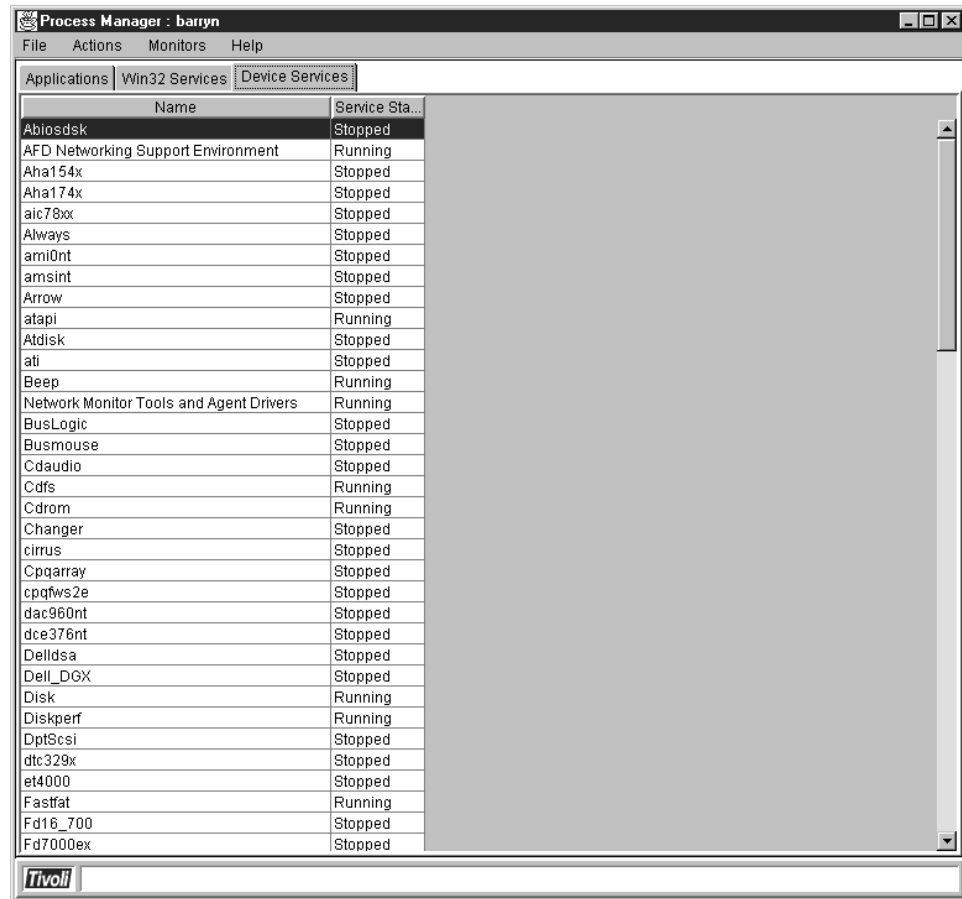 Process Manager : barryn
File Actions Monitors Help
Applications Win32 Services Device Services
Name Service Sta...
Abiosdsk Stopped
AFD Networking Support Environment Running
Aha154x Stopped
Aha174x Stopped
aic78xx Stopped
Always Stopped
ami0nt Stopped
amsint Stopped
Arrow Stopped
atapi Running
Atdisk Stopped
ati Stopped
Beep Running
Network Monitor Tools and Agent Drivers Running
BusLogic Stopped
Busmouse Stopped
Cdaudio Stopped
Cdfs Running
Cdrom Running
Changer Stopped
cirrus Stopped
Cpqarray Stopped
cpqfws2e Stopped
dac960nt Stopped
dce376nt Stopped
Delldsa Stopped
Dell_DGX Stopped
Disk Running
Diskperf Running
DptScsi Stopped
dtc329x Stopped
et4000 Stopped
Fastfat Running
Fd16_700 Stopped
Fd7000ex Stopped
Tivoli